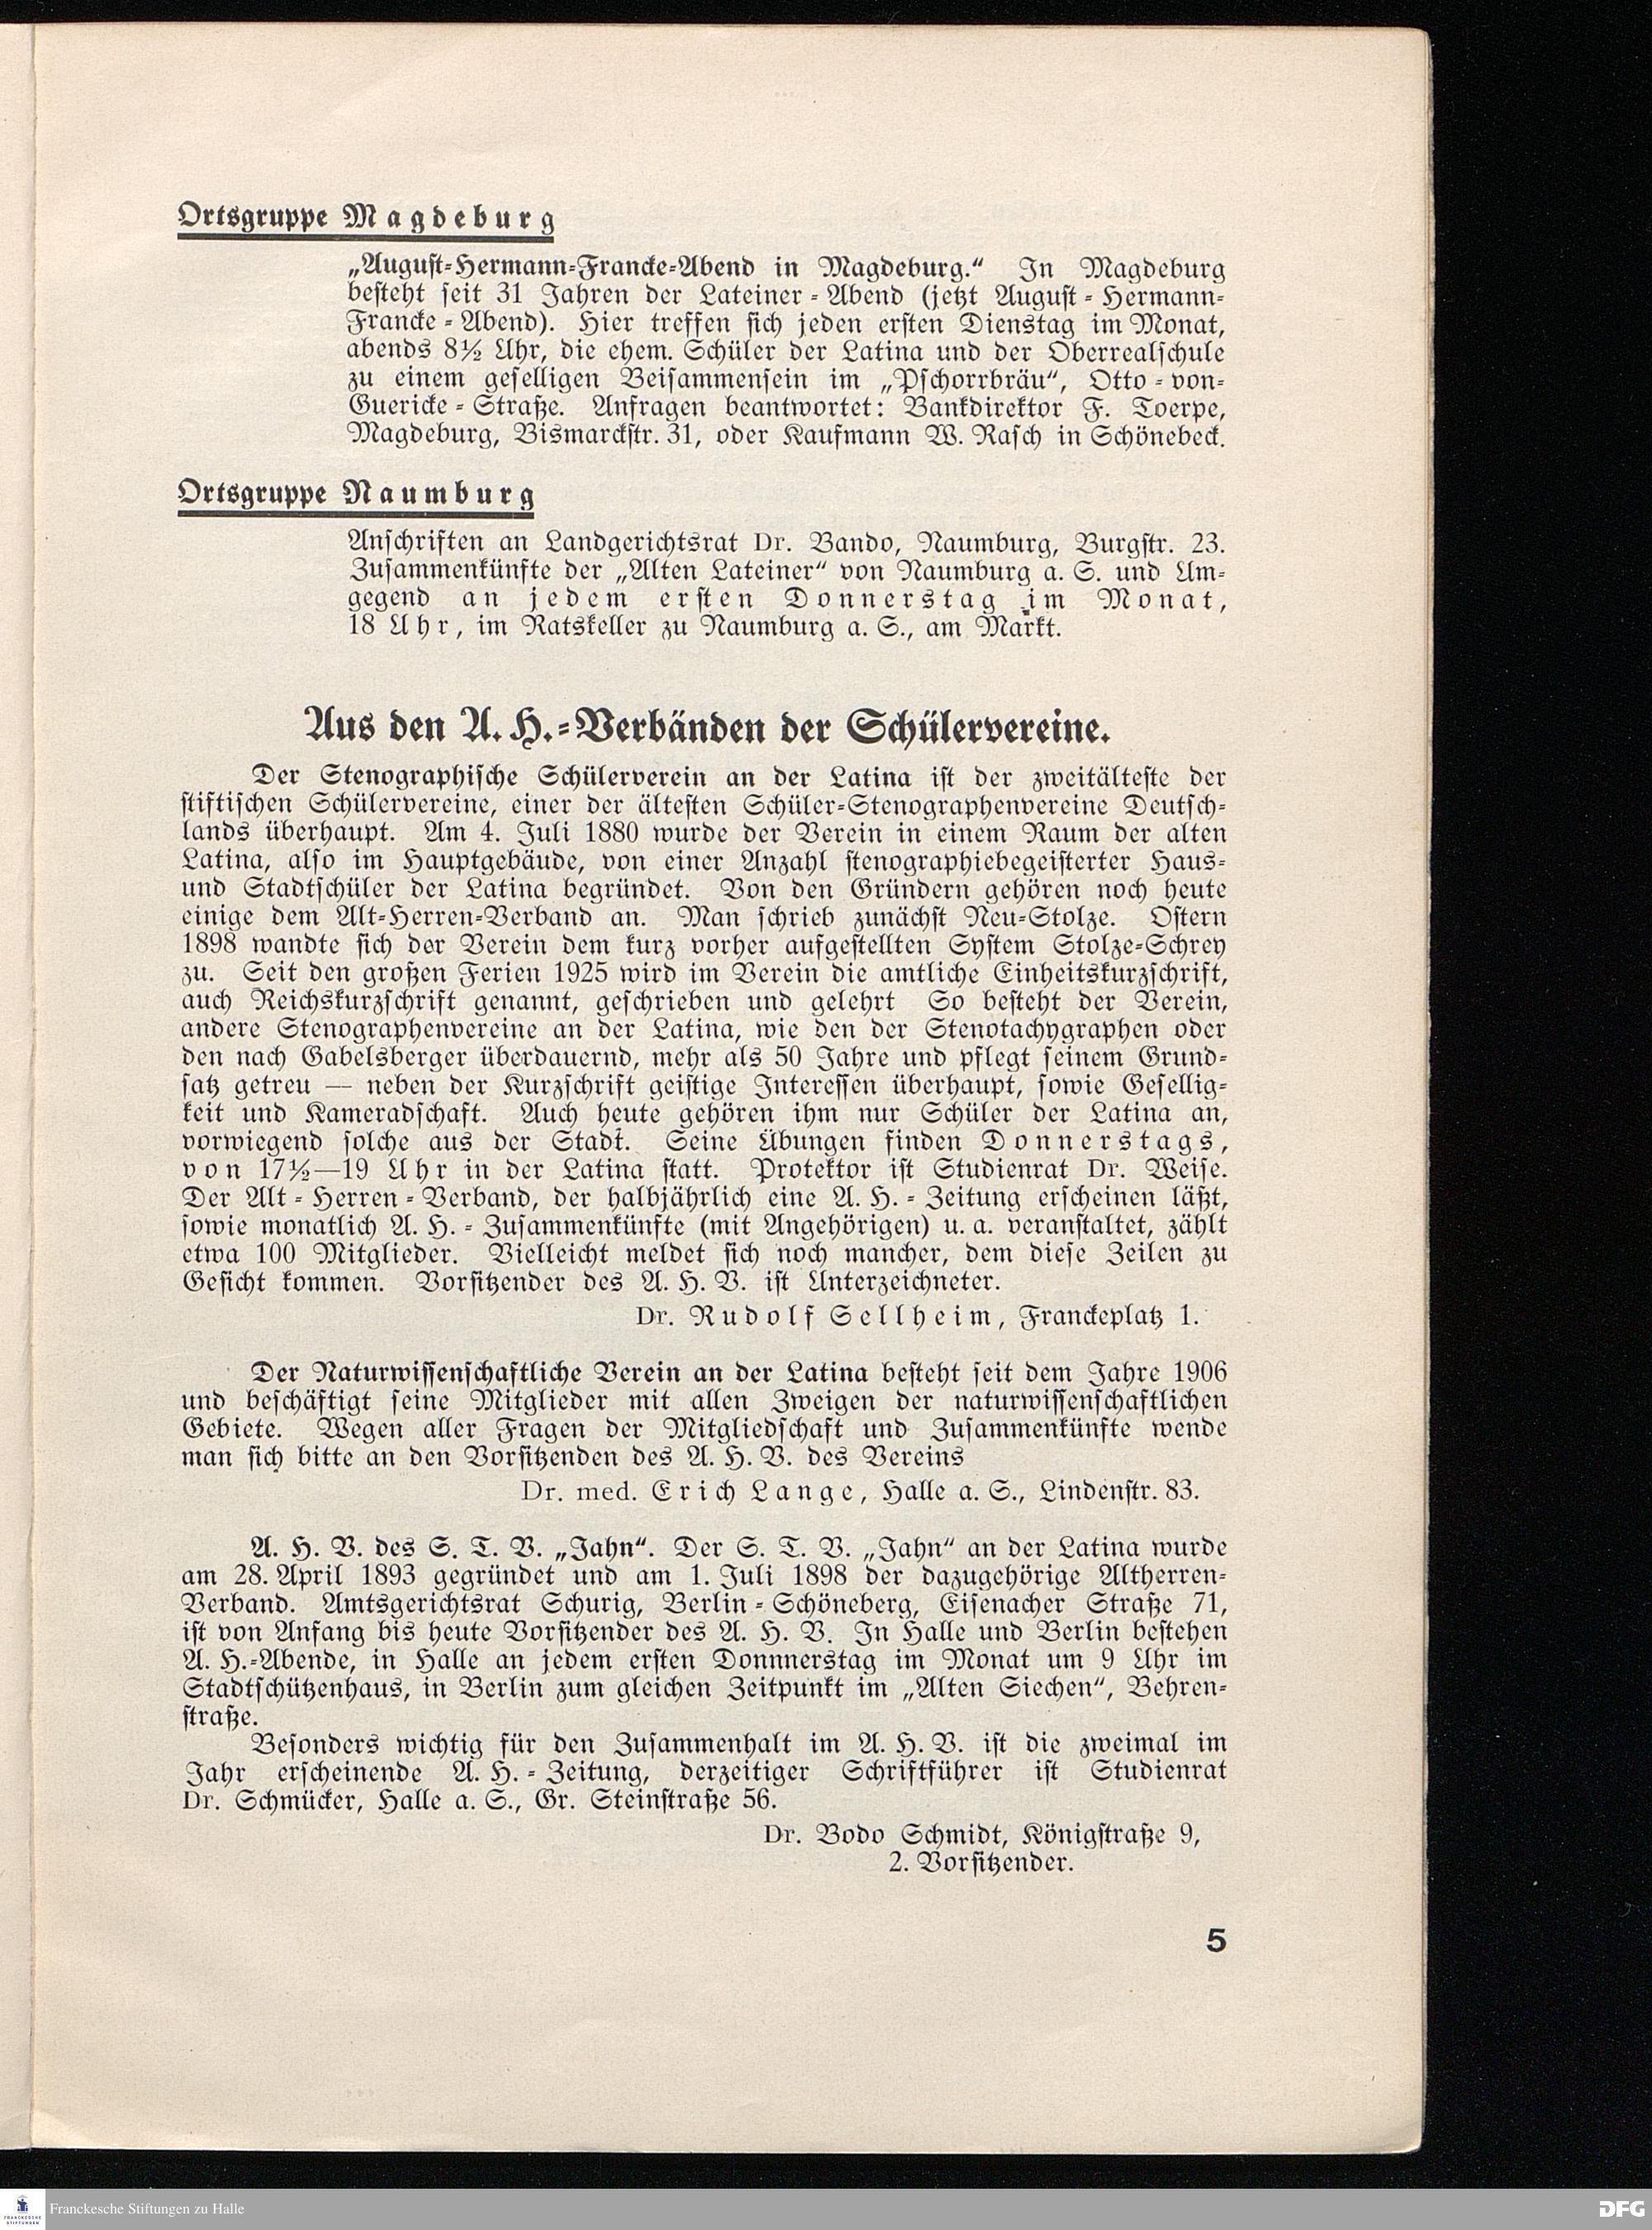 Ortsgruppe Magdeburg
„August-Hermann-Francke-Abend in Magdeburg.“ In Magdeburg
besteht seit 31 Jahren der Lateiner-Abend (jetzt August-Hermann-
Francke-Abend). Hier treffen sich jeden ersten Dienstag im Monat,
abends 8½ Uhr, die ehem. Schüler der Latina und der Oberrealschule
zu einem geselligen Beisammensein im „Pschorrbräu“, Otto-von-
Guericke-Straße. Anfragen beantwortet: Bankdirektor F. Toerpe,
Magdeburg, Bismarckstr. 31, oder Kaufmann W. Rasch in Schönebeck.
Ortsgruppe Naumburg
Anschriften an Landgerichtsrat Dr. Bando, Naumburg, Burgstr. 23.
Zusammenkünfte der „Alten Lateiner“ von Naumburg a. S. und Um-
gegend an jedem ersten Donnerstag im Monat,
18 Uhr, im Ratskeller zu Naumburg a. S., am Markt.
Aus den A. H.-Verbänden der Schülervereine.
Der Stenographische Schülerverein an der Latina ist der zweitälteste der
stiftischen Schülervereine, einer der ältesten Schüler-Stenographenvereine Deutsch-
lands überhaupt. Am 4. Juli 1880 wurde der Verein in einem Raum der alten
Latina, also im Hauptgebäude, von einer Anzahl stenographiebegeisterter Haus-
und Stadtschüler der Latina begründet. Von den Gründern gehören noch heute
einige dem Alt-Herren-Verband an. Man schrieb zunächst Neu-Stolze. Ostern
1898 wandte sich der Verein dem kurz vorher aufgestellten System Stolze-Schrey
zu. Seit den großen Ferien 1925 wird im Verein die amtliche Einheitskurzschrift,
auch Reichskurzschrift genannt, geschrieben und gelehrt So besteht der Verein,
andere Stenographenvereine an der Latina, wie den der Stenotachygraphen oder
den nach Gabelsberger überdauernd, mehr als 50 Jahre und pflegt seinem Grund-
satz getreu — neben der Kurzschrift geistige Interessen überhaupt, sowie Gesellig-
keit und Kameradschaft. Auch heute gehören ihm nur Schüler der Latina an,
vorwiegend solche aus der Stadt. Seine Übungen finden Donnerstags,
von 17½—19 Uhr in der Latina statt. Protektor ist Studienrat Dr. Weise.
Der Alt-Herren-Verband, der halbjährlich eine A. H.-Zeitung erscheinen läßt,
sowie monatlich A. H.-Zusammenkünfte (mit Angehörigen) u. a. veranstaltet, zählt
etwa 100 Mitglieder. Vielleicht meldet sich noch mancher, dem diese Zeilen zu
Gesicht kommen. Vorsitzender des A. H. V. ist Unterzeichneter.
Dr. Rudolf Sellheim, Franckeplatz 1.
Der Naturwissenschaftliche Verein an der Latina besteht seit dem Jahre 1906
und beschäftigt seine Mitglieder mit allen Zweigen der naturwissenschaftlichen
Gebiete. Wegen aller Fragen der Mitgliedschaft und Zusammenkünfte wende
man sich bitte an den Vorsitzenden des A. H. V. des Vereins
Dr. med. Erich Lange, Halle a. S., Lindenstr. 83.
A. H. V. des S. T. V. „Jahn“. Der S. T. V. „Jahn“ an der Latina wurde
am 28. April 1893 gegründet und am 1. Juli 1898 der dazugehörige Altherren-
Verband. Amtsgerichtsrat Schurig, Berlin-Schöneberg, Eisenacher Straße 71,
ist von Anfang bis heute Vorsitzender des A. H. V. In Halle und Berlin bestehen
A. H.-Abende, in Halle an jedem ersten Donnnerstag im Monat um 9 Uhr im
Stadtschützenhaus, in Berlin zum gleichen Zeitpunkt im „Alten Siechen“, Behren-
straße.
Besonders wichtig für den Zusammenhalt im A. H. V. ist die zweimal im
Jahr erscheinende A. H.-Zeitung, derzeitiger Schriftführer ist Studienrat
Dr. Schmücker, Halle a. S., Gr. Steinstraße 56.
Dr. Bodo Schmidt, Königstraße 9,
2. Vorsitzender.
5
FRANCKESCHE STIFTUNGEN
Franckesche Stiftungen zu Halle
DFG